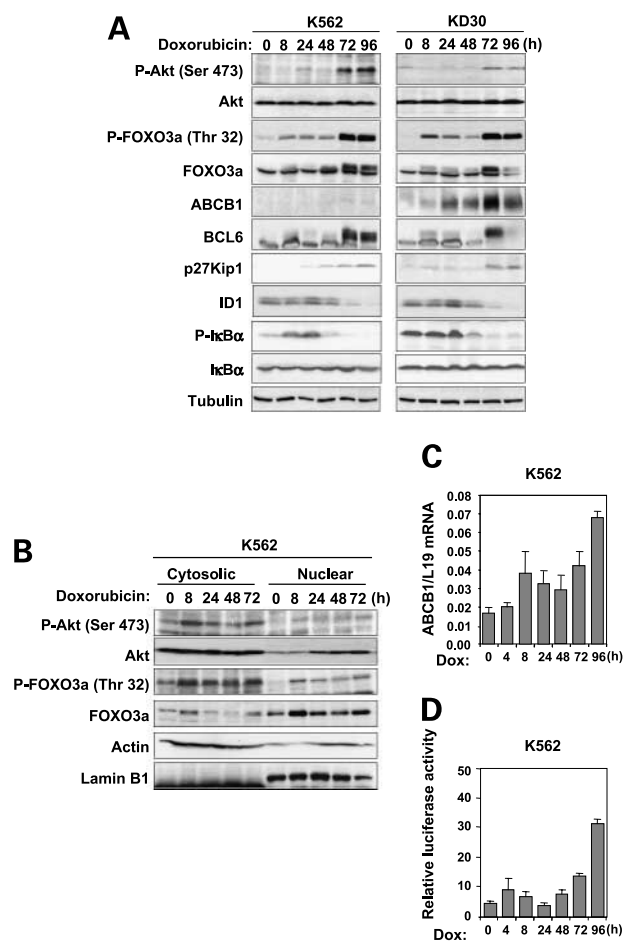 A
K562 KD30
Doxorubicin: 0 8 24 48 72 96 0 8 24 48 72 96 (h)
P-Akt (Ser 473)
Akt
P-FOXO3a (Thr 32)
FOXO3a
ABCB1
BCL6
p27Kip1
ID1
P-IκBα
IκBα
Tubulin
B
K562
Cytosolic Nuclear
Doxorubicin: 0 8 24 48 72 0 8 24 48 72 (h)
P-Akt (Ser 473)
Akt
P-FOXO3a (Thr 32)
FOXO3a
Actin
Lamin B1
C
K562
ABCB1/L19 mRNA
0.08
0.07
0.06
0.05
0.04
0.03
0.02
0.01
0.00
Dox: 0 4 8 24 48 72 96 (h)
D
K562
Relative luciferase activity
50
40
30
20
10
0
Dox: 0 4 8 24 48 72 96 (h)